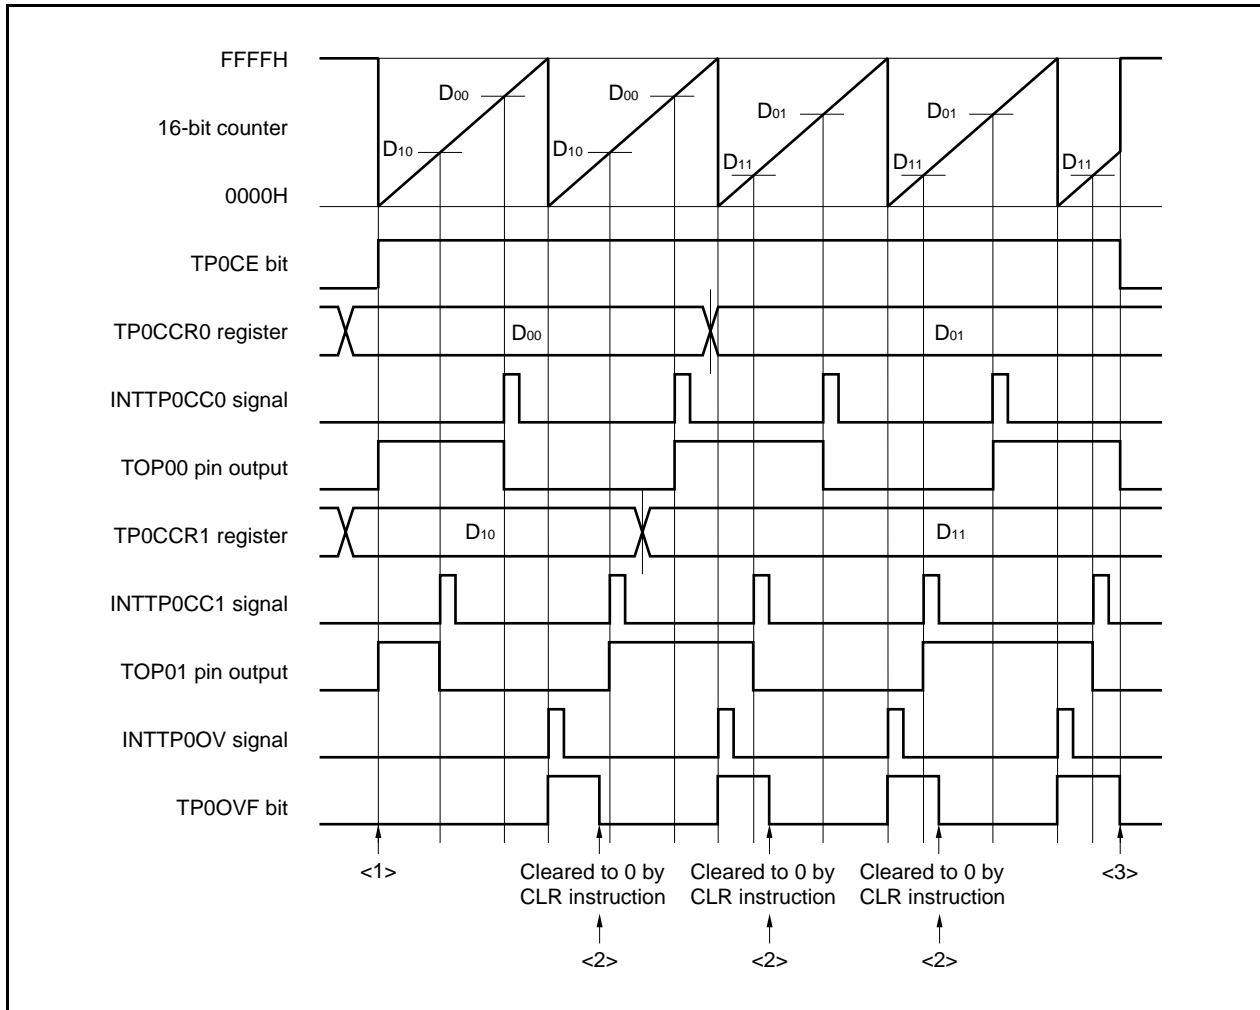 FFFFH
D00
D00
D01
D01
16-bit counter
D10
D10
D11
D11
D11
0000H
TP0CE bit
TP0CCR0 register
D00
D01
INTTP0CC0 signal
TOP00 pin output
TP0CCR1 register
D10
D11
INTTP0CC1 signal
TOP01 pin output
INTTP0OV signal
TP0OVF bit
<1>
Cleared to 0 by
CLR instruction
Cleared to 0 by
CLR instruction
Cleared to 0 by
CLR instruction
<3>
<2>
<2>
<2>